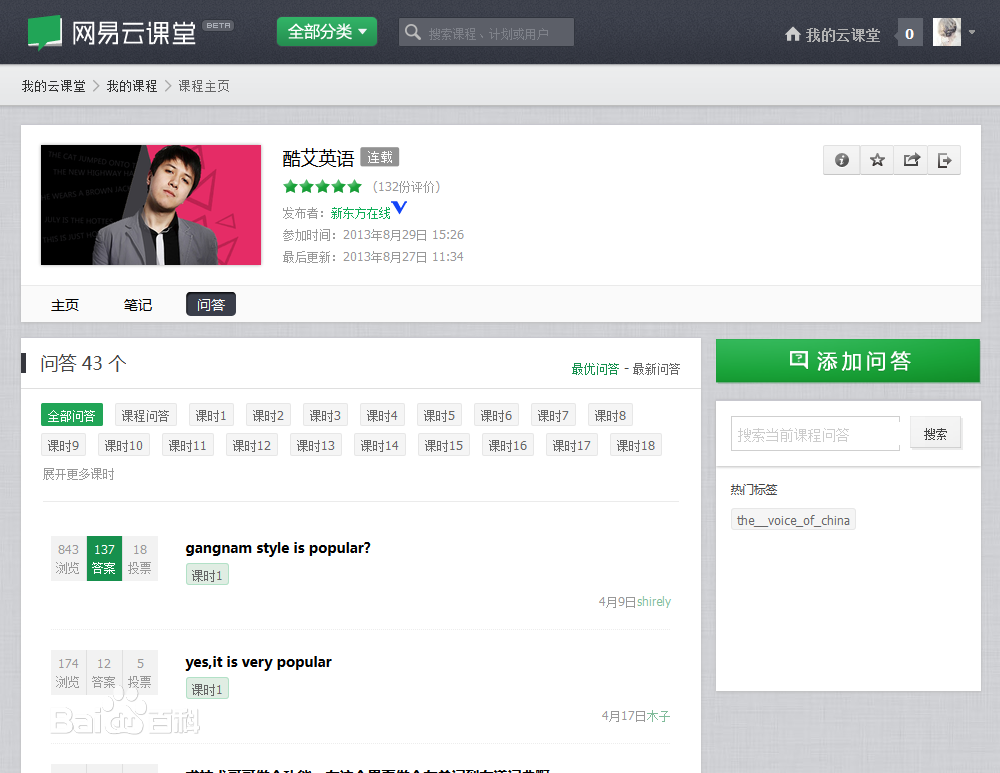 网易云课堂 BETA
全部分类
搜索课程、计划或用户
我的云课堂
0
我的云课堂 > 我的课程 > 课程主页
THE CAT JUMPED ONTO
THE NEW HIGHWAY HA
HE WEARS A BROWN JAC
JULY IS THE HOTTES
THIS IS JUST HO
酷艾英语 连载
(132份评价)
发布者：新东方在线
参加时间：2013年8月29日 15:26
最后更新：2013年8月27日 11:34
主页 笔记 问答
问答 43 个
最优问答 - 最新问答
添加问答
全部问答 课程问答 课时1 课时2 课时3 课时4 课时5 课时6 课时7 课时8
课时9 课时10 课时11 课时12 课时13 课时14 课时15 课时16 课时17 课时18
展开更多课时
搜索当前课程问答 搜索
热门标签
the__voice_of_china
843 137 18
浏览 答案 投票
gangnam style is popular?
课时1
4月9日shirely
174 12 5
浏览 答案 投票
yes,it is very popular
课时1
4月17日木子
Baidu百科